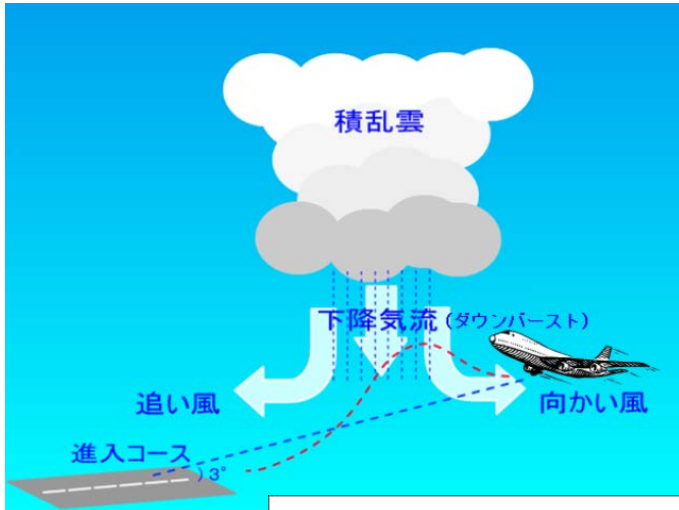 積乱雲
下降気流(ダウンバースト)
追い風
向かい風
進入コース
3°